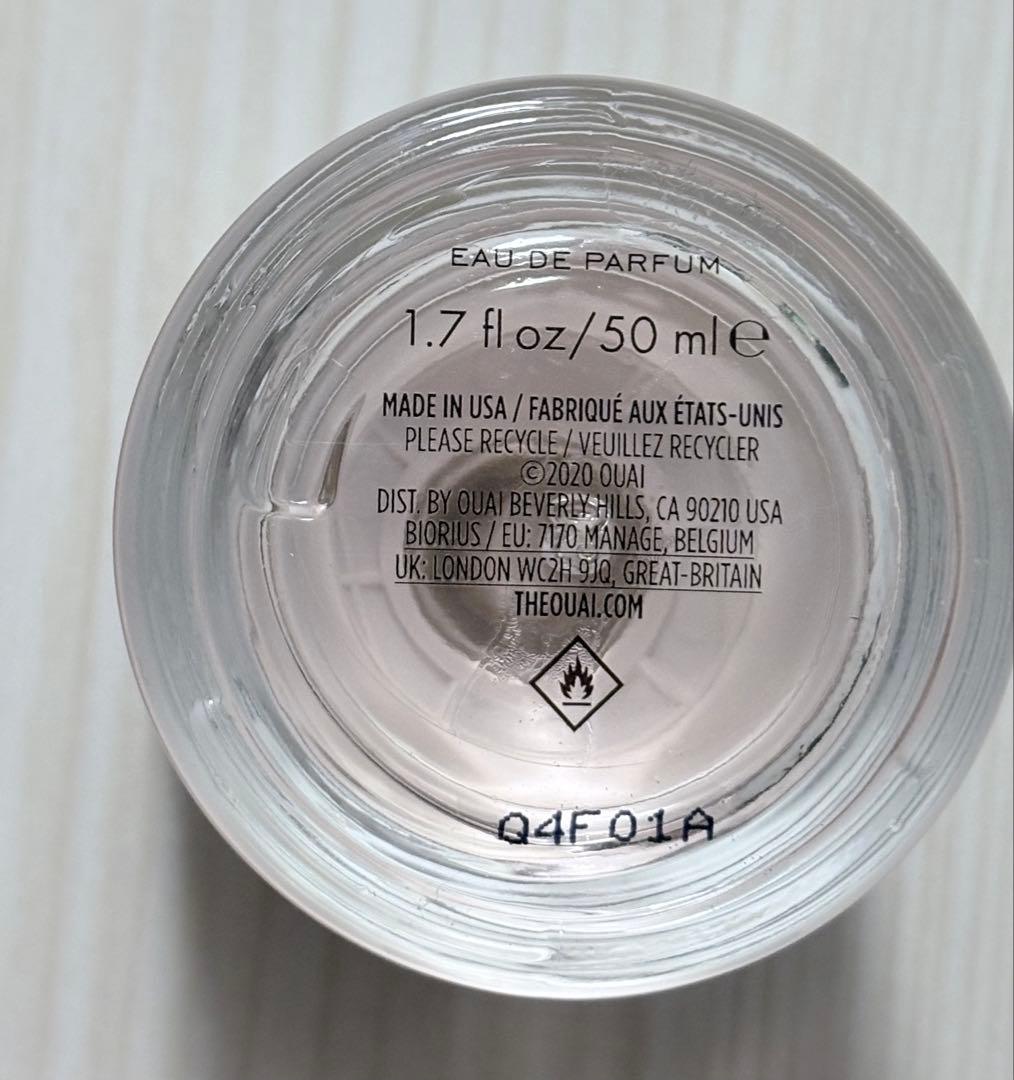 EAU DE PARFUM
1.7 fl oz/50 ml ℮
MADE IN USA / FABRIQUÉ AUX ÉTATS-UNIS
PLEASE RECYCLE / VEUILLEZ RECYCLER
©2020 OUAI
DIST. BY OUAI BEVERLY HILLS, CA 90210 USA
BIORIUS / EU: 7170 MANAGE, BELGIUM
UK: LONDON WC2H 9JQ, GREAT-BRITAIN
THEOUAI.COM
Q4F01A